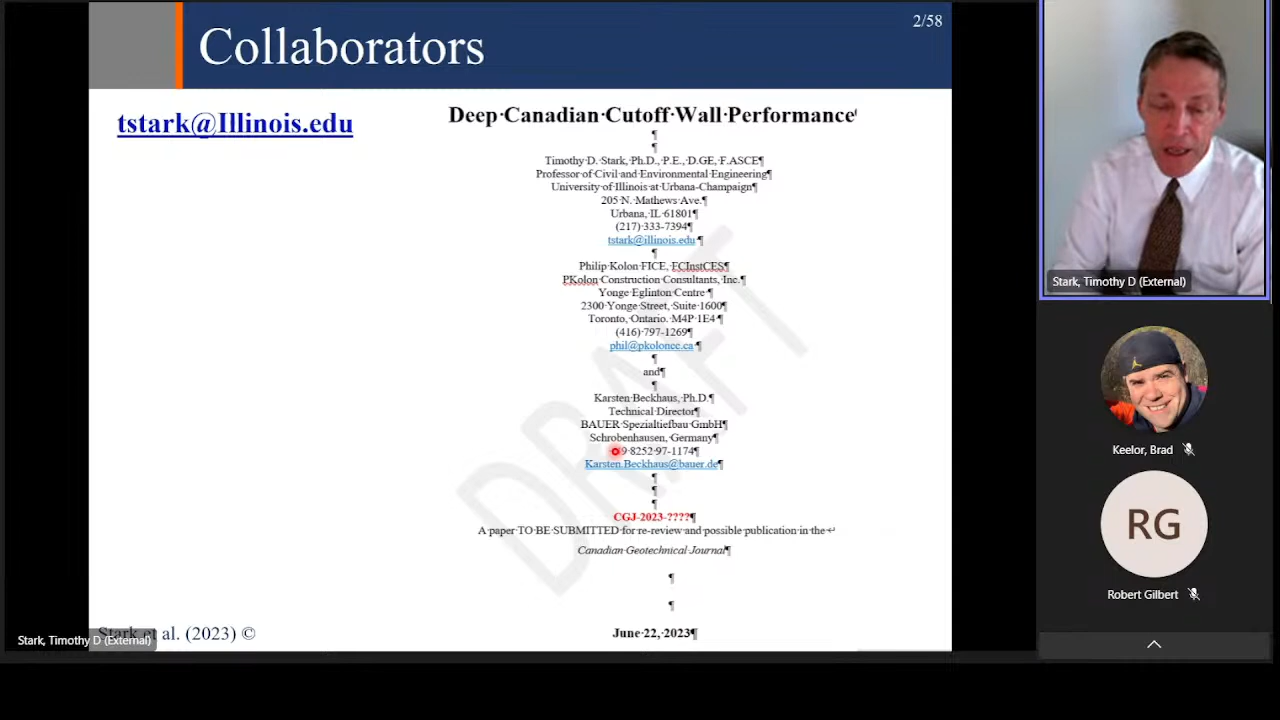 Collaborators
2/58
tstark@Illinois.edu
Deep Canadian Cutoff Wall Performance
¶
¶
Timothy D. Stark, Ph.D., P.E., D.GE, F.ASCE¶
Professor of Civil and Environmental Engineering¶
University of Illinois at Urbana-Champaign¶
205 N. Mathews Ave.¶
Urbana, IL 61801¶
(217) 333-7394¶
tstark@illinois.edu ¶
¶
Philip Kolon FICE, FCInstCES¶
PKolon Construction Consultants, Inc.¶
Yonge Eglinton Centre ¶
2300 Yonge Street, Suite 1600¶
Toronto, Ontario. M4P 1E4 ¶
(416) 797-1269¶
phil@pkolonec.ca ¶
¶
and¶
¶
Karsten Beckhaus, Ph.D.¶
Technical Director¶
BAUER Spezialtiefbau GmbH¶
Schrobenhausen, Germany¶
9 8252 97-1174¶
Karsten.Beckhaus@bauer.de¶
¶
¶
¶
CGJ-2023-????¶
A paper TO BE SUBMITTED for re-review and possible publication in the ↵
Canadian Geotechnical Journal¶
¶
¶
June 22, 2023¶
DRAFT
et al. (2023) ©
Stark, Timothy D (External)
Stark, Timothy D (External)
Keelor, Brad
RG
Robert Gilbert